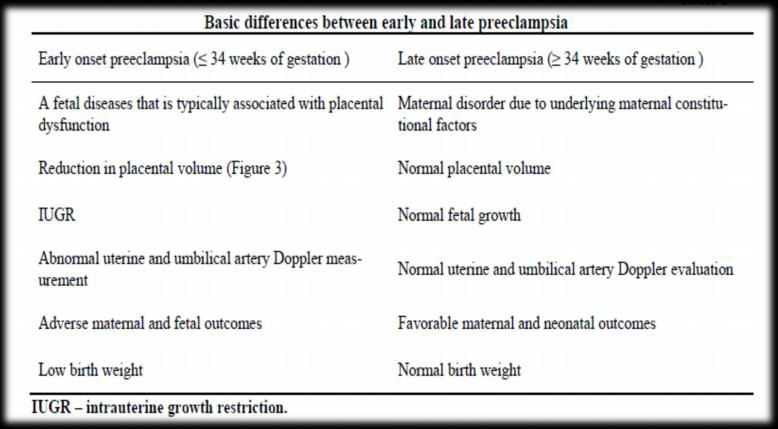 Basic differences between early and late preeclampsia
Early onset preeclampsia (≤ 34 weeks of gestation )
Late onset preeclampsia (≥ 34 weeks of gestation )
A fetal diseases that is typically associated with placental
dysfunction
Maternal disorder due to underlying maternal constitu-
tional factors
Reduction in placental volume (Figure 3)
Normal placental volume
IUGR
Normal fetal growth
Abnormal uterine and umbilical artery Doppler meas-
urement
Normal uterine and umbilical artery Doppler evaluation
Adverse maternal and fetal outcomes
Favorable maternal and neonatal outcomes
Low birth weight
Normal birth weight
IUGR – intrauterine growth restriction.